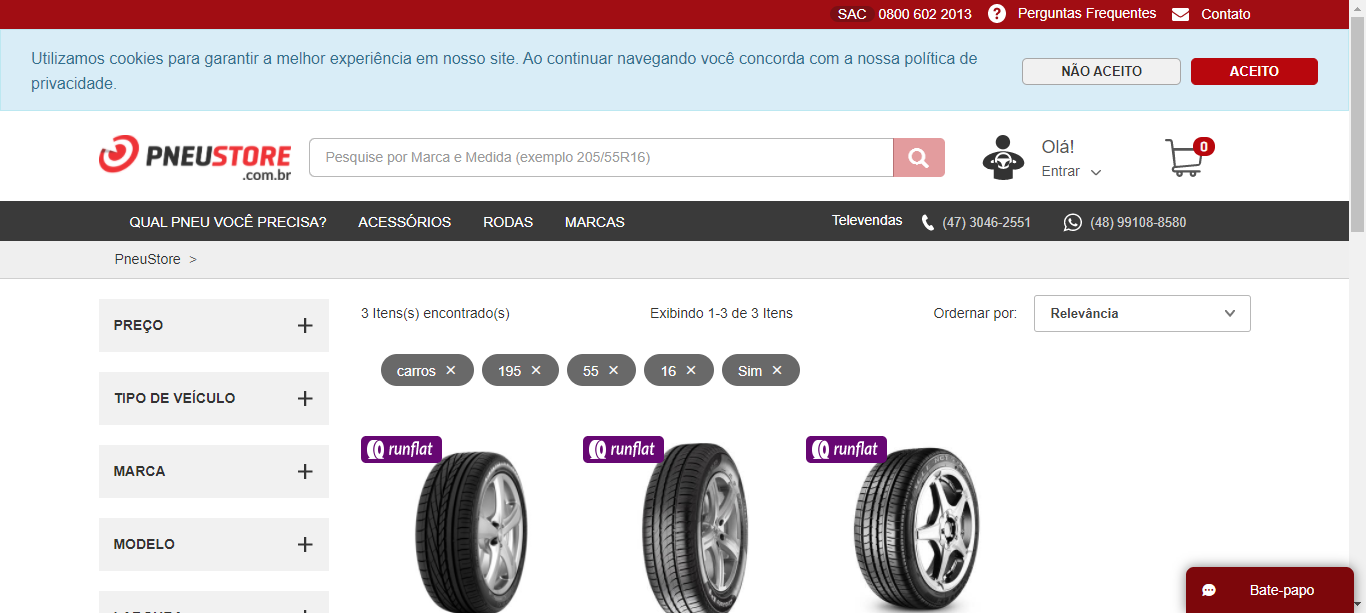 SAC 0800 602 2013 ? Perguntas Frequentes Contato
Utilizamos cookies para garantir a melhor experiência em nosso site. Ao continuar navegando você concorda com a nossa política de
privacidade.
NÃO ACEITO ACEITO
PNEUSTORE
.com.br
Pesquise por Marca e Medida (exemplo 205/55R16)
Olá!
Entrar
0
QUAL PNEU VOCÊ PRECISA? ACESSÓRIOS RODAS MARCAS Televendas (47) 3046-2551 (48) 99108-8580
PneuStore >
PREÇO +
TIPO DE VEÍCULO +
MARCA +
MODELO +
3 Itens(s) encontrado(s) Exibindo 1-3 de 3 Itens Ordernar por: Relevância
carros × 195 × 55 × 16 × Sim ×
runflat runflat runflat
Bate-papo